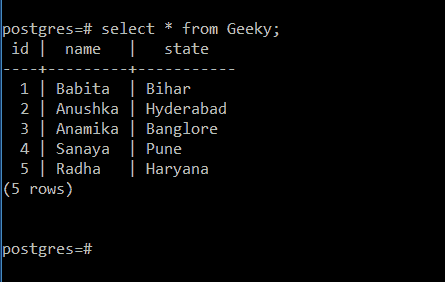 postgres=# select * from Geeky;
 id |  name   |   state
----+---------+-----------
  1 | Babita  | Bihar
  2 | Anushka | Hyderabad
  3 | Anamika | Banglore
  4 | Sanaya  | Pune
  5 | Radha   | Haryana
(5 rows)
postgres=#